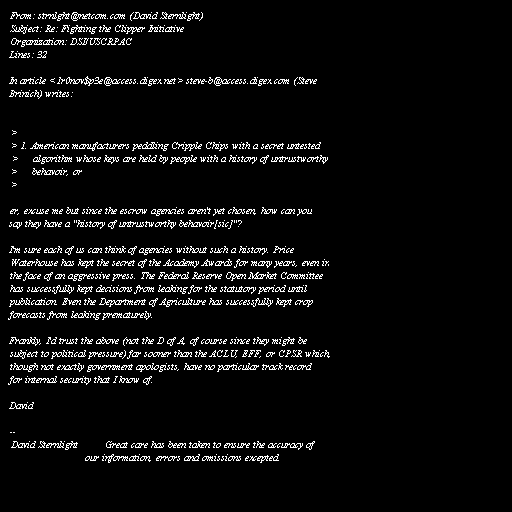 From: strnlght@netcom.com (David Sternlight)
Subject: Re: Fighting the Clipper Initiative
Organization: DSI/USCRPAC
Lines: 32

In article <1r0nov$p3e@access.digex.net> steve-b@access.digex.com (Steve
Brinich) writes:

>
> 1. American manufacturers peddling Cripple Chips with a secret untested
>     algorithm whose keys are held by people with a history of untrustworthy
>     behavoir, or
>

er, excuse me but since the escrow agencies aren't yet chosen, how can you
say they have a "history of untrustworthy behavoir[sic]"?

I'm sure each of us can think of agencies without such a history. Price
Waterhouse has kept the secret of the Academy Awards for many years, even in
the face of an aggressive press. The Federal Reserve Open Market Committee
has successfully kept decisions from leaking for the statutory period until
publication. Even the Department of Agriculture has successfully kept crop
forecasts from leaking prematurely.

Frankly, I'd trust the above (not the D of A, of course since they might be
subject to political pressure) far sooner than the ACLU, EFF, or CPSR which,
though not exactly government apologists, have no particular track record
for internal security that I know of.

David

--
David Sternlight         Great care has been taken to ensure the accuracy of
our information, errors and omissions excepted.